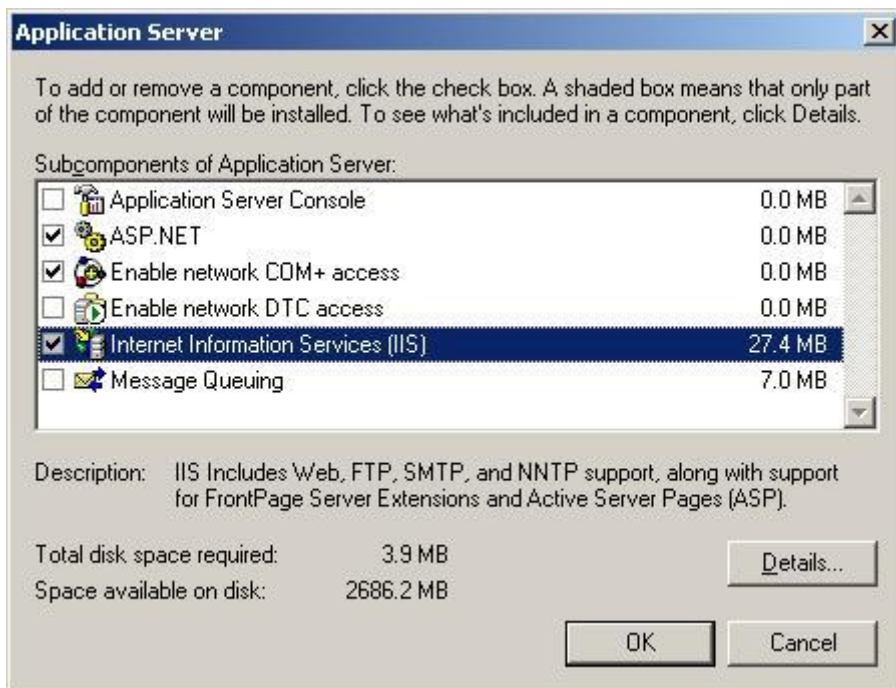 Application Server
To add or remove a component, click the check box. A shaded box means that only part
of the component will be installed. To see what's included in a component, click Details.
Subcomponents of Application Server:
Application Server Console 0.0 MB
ASP.NET 0.0 MB
Enable network COM+ access 0.0 MB
Enable network DTC access 0.0 MB
Internet Information Services (IIS) 27.4 MB
Message Queuing 7.0 MB
Description: IIS Includes Web, FTP, SMTP, and NNTP support, along with support
for FrontPage Server Extensions and Active Server Pages (ASP).
Total disk space required: 3.9 MB
Space available on disk: 2686.2 MB
Details...
OK Cancel